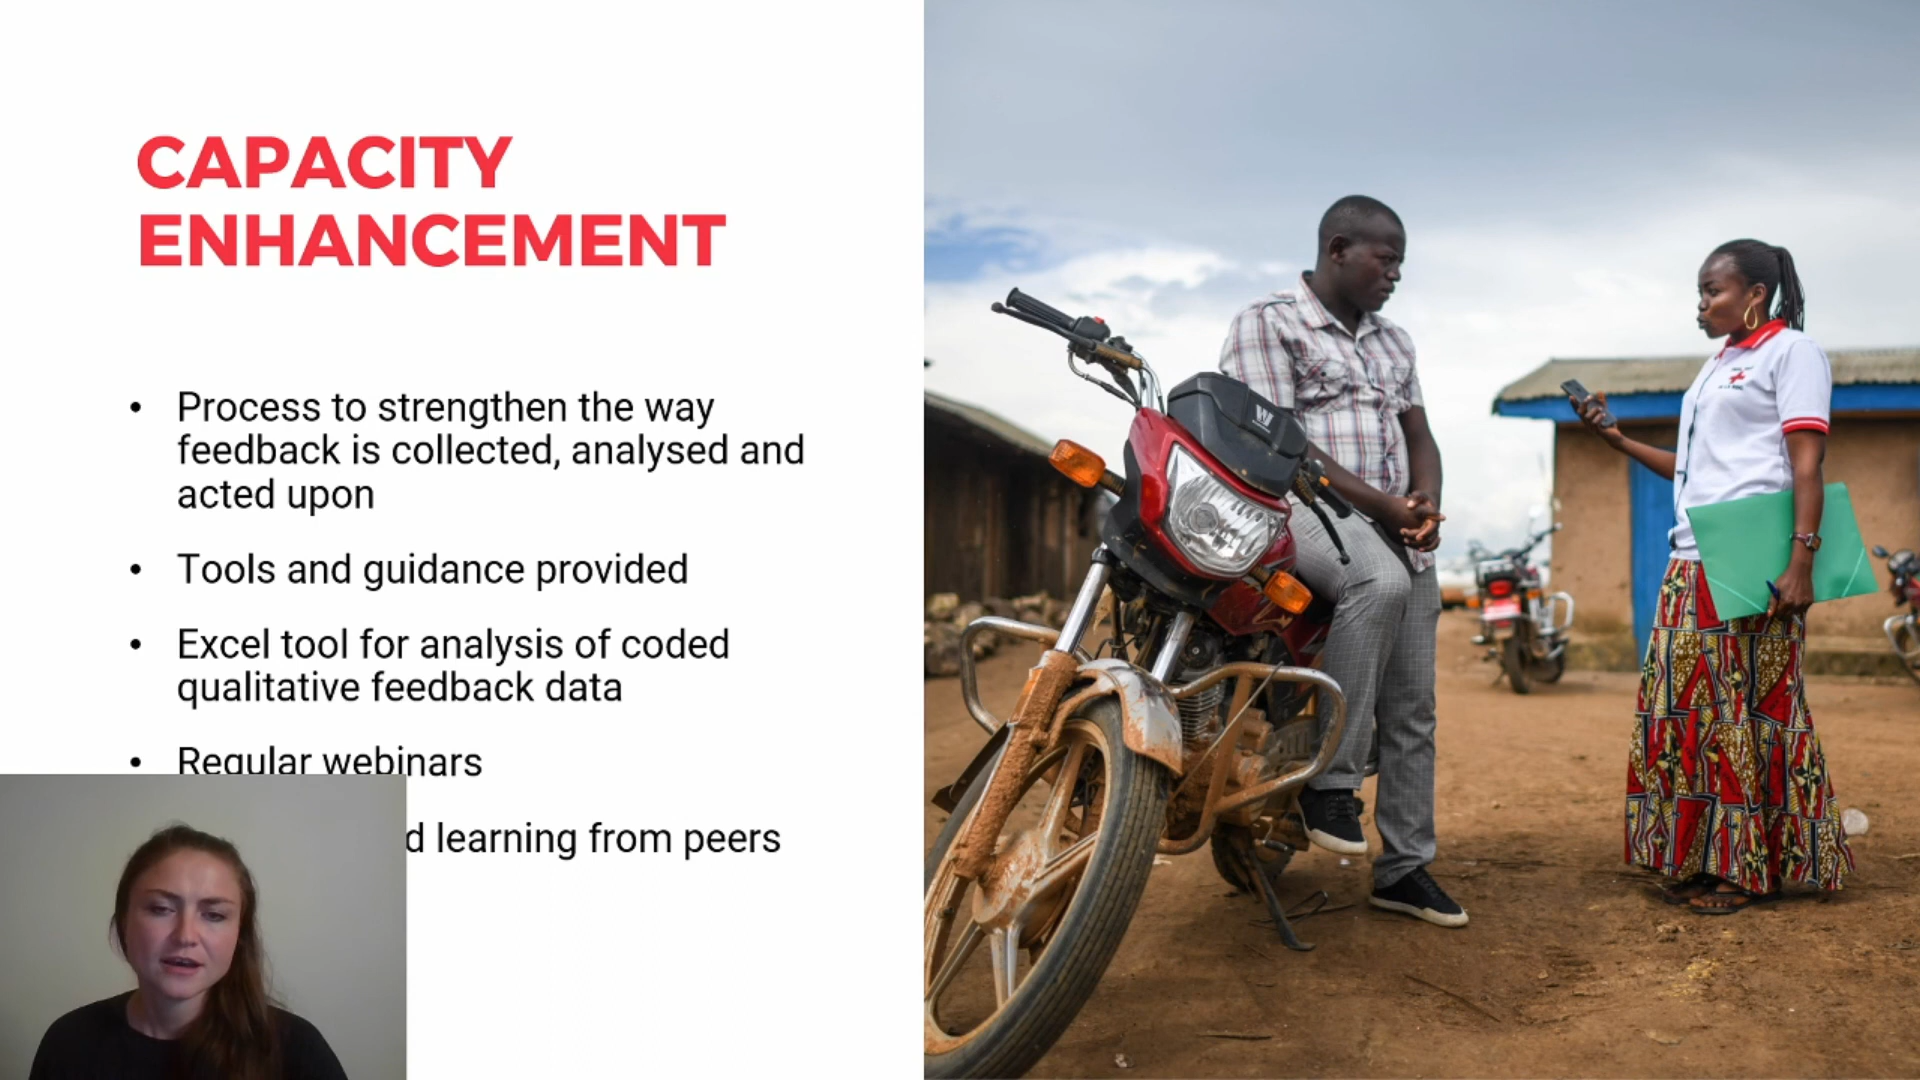 CAPACITY
ENHANCEMENT
• Process to strengthen the way
feedback is collected, analysed and
acted upon
• Tools and guidance provided
• Excel tool for analysis of coded
qualitative feedback data
• Regular webinars
learning from peers